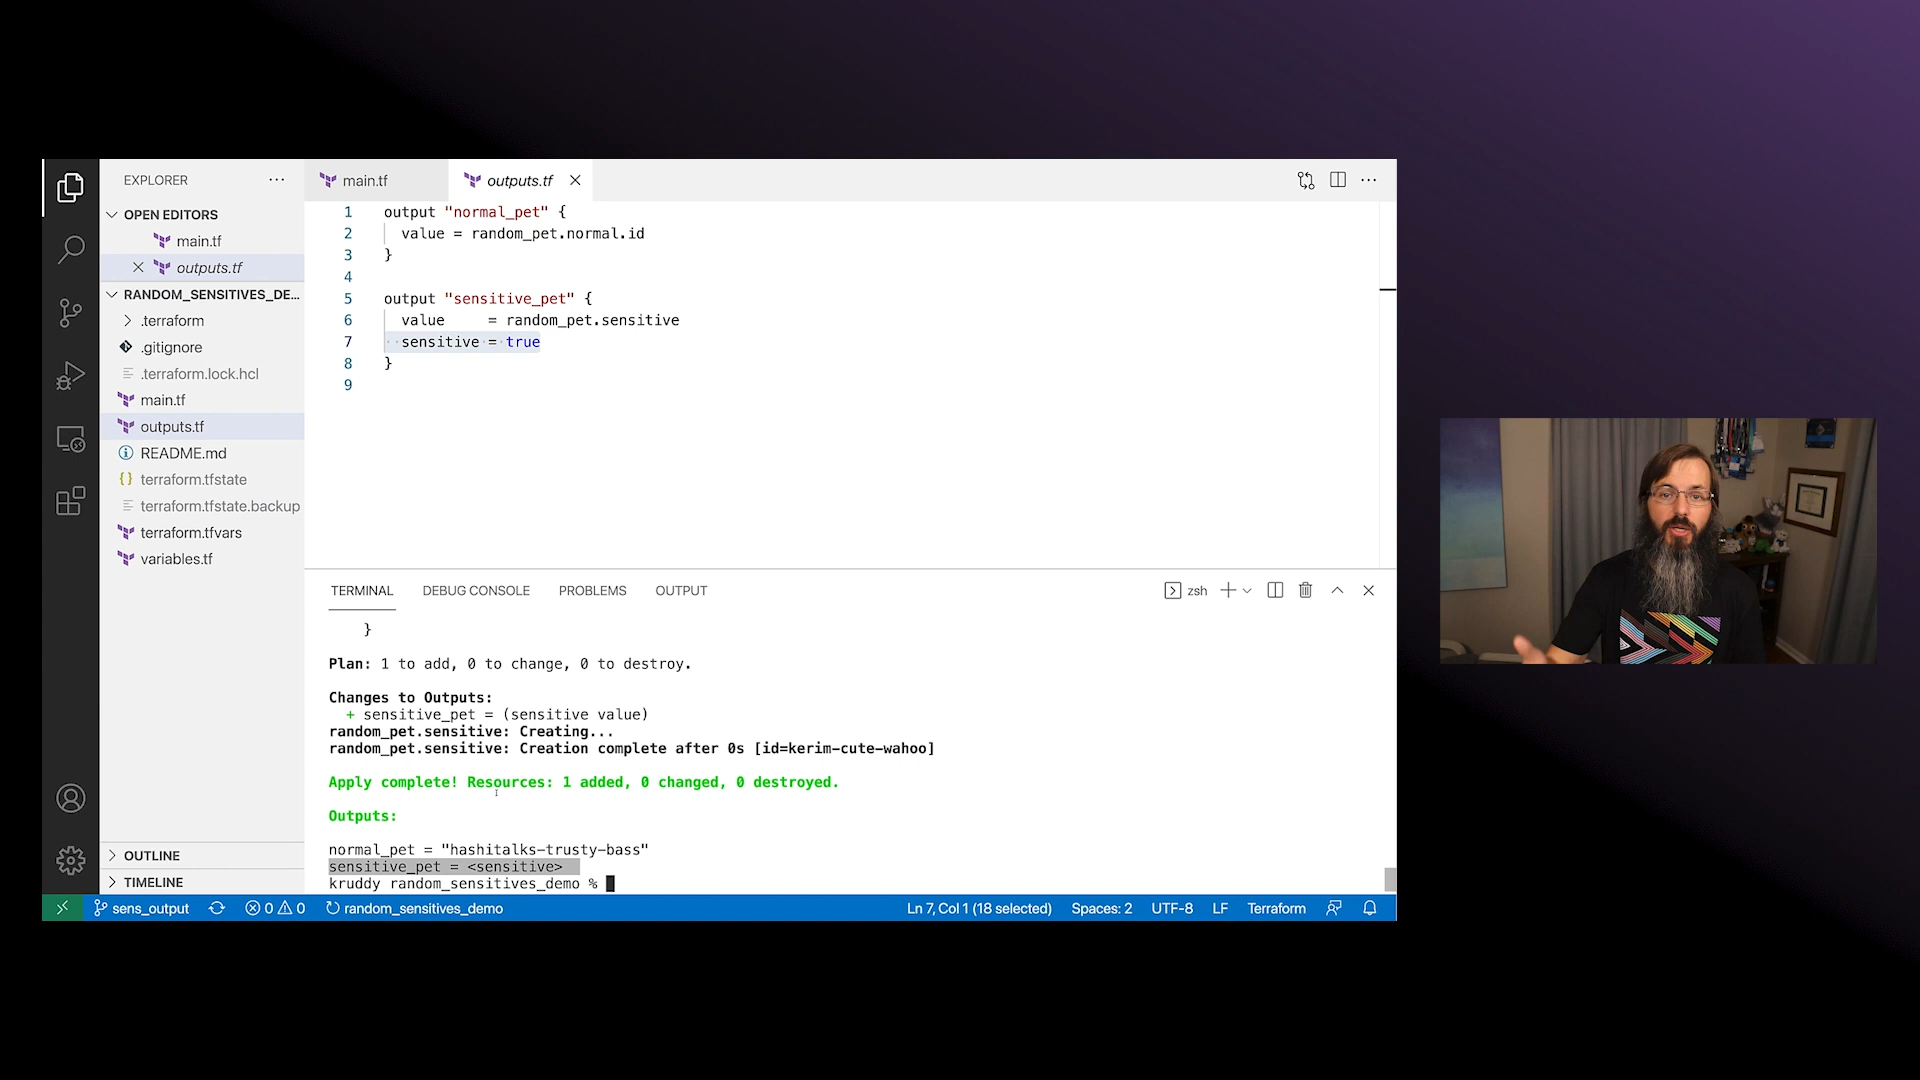 EXPLORER
OPEN EDITORS
main.tf
outputs.tf
RANDOM_SENSITIVES_DE...
.terraform
.gitignore
.terraform.lock.hcl
main.tf
outputs.tf
README.md
terraform.tfstate
terraform.tfstate.backup
terraform.tfvars
variables.tf
OUTLINE
TIMELINE
main.tf
outputs.tf
1 output "normal_pet" {
2 value = random_pet.normal.id
3 }
4
5 output "sensitive_pet" {
6 value     = random_pet.sensitive
7 sensitive = true
8 }
9
TERMINAL DEBUG CONSOLE PROBLEMS OUTPUT zsh
}
Plan: 1 to add, 0 to change, 0 to destroy.
Changes to Outputs:
+ sensitive_pet = (sensitive value)
random_pet.sensitive: Creating...
random_pet.sensitive: Creation complete after 0s [id=kerim-cute-wahoo]
Apply complete! Resources: 1 added, 0 changed, 0 destroyed.
Outputs:
normal_pet = "hashitalks-trusty-bass"
sensitive_pet = <sensitive>
kruddy random_sensitives_demo %
sens_output 0 0 random_sensitives_demo Ln 7, Col 1 (18 selected) Spaces: 2 UTF-8 LF Terraform